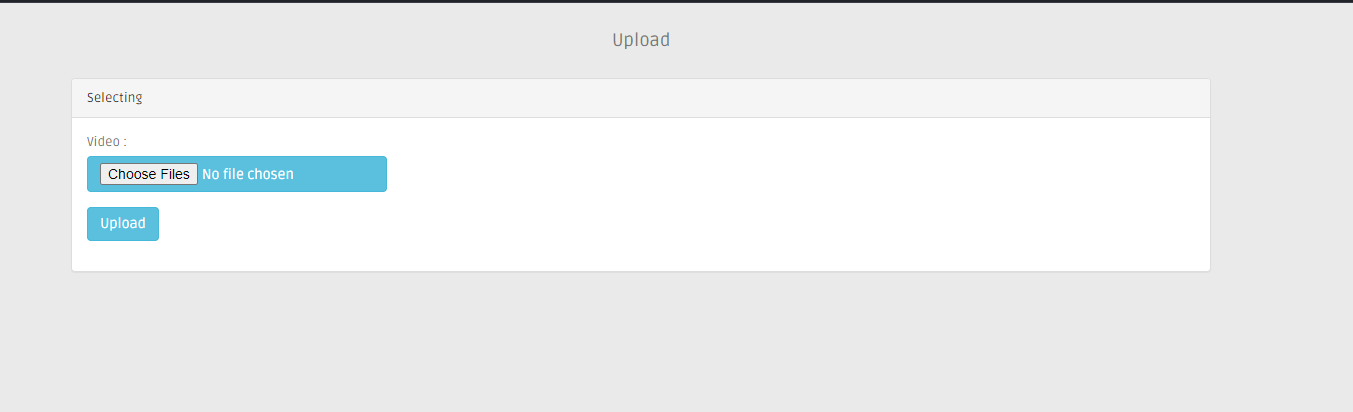 Upload
Selecting
Video :
Choose Files No file chosen
Upload